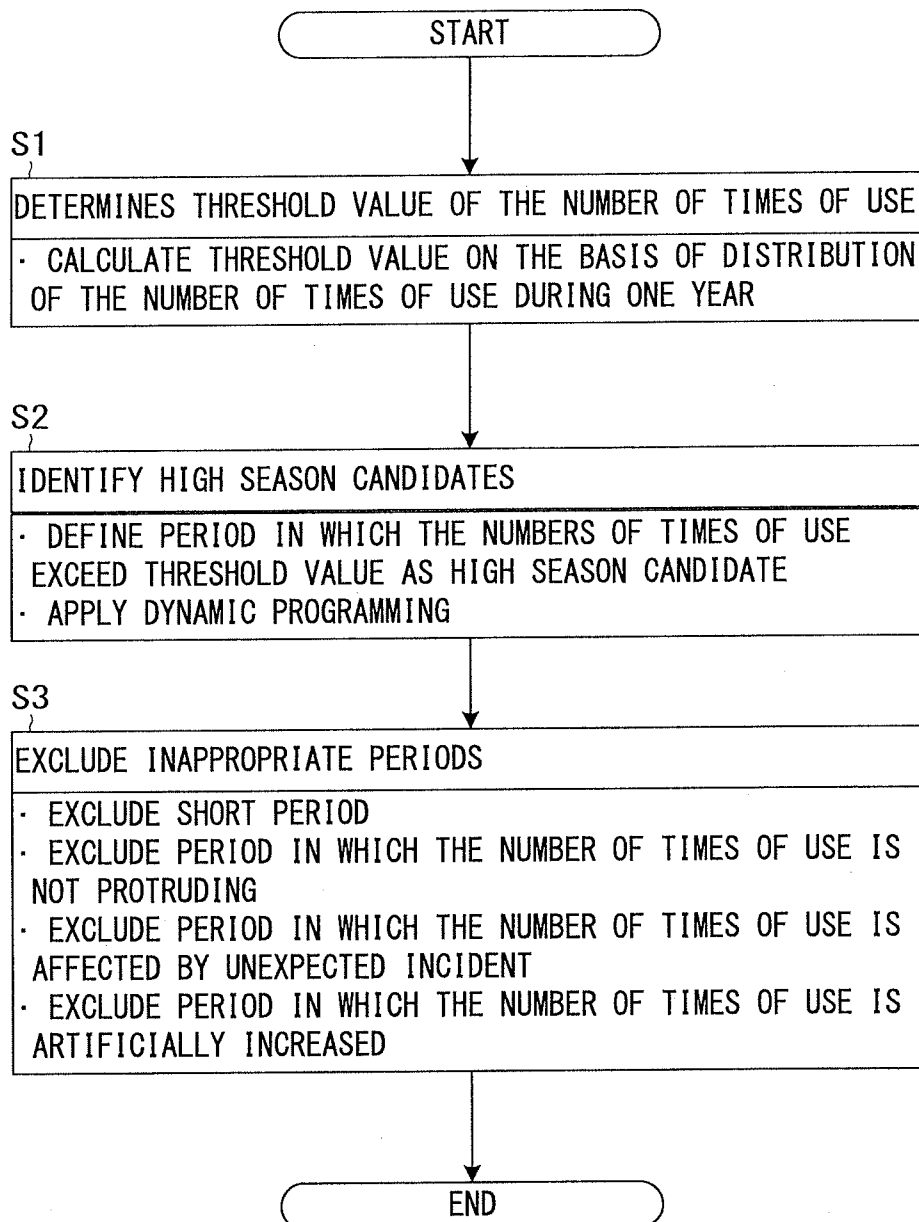 START
S1
DETERMINES THRESHOLD VALUE OF THE NUMBER OF TIMES OF USE
· CALCULATE THRESHOLD VALUE ON THE BASIS OF DISTRIBUTION
OF THE NUMBER OF TIMES OF USE DURING ONE YEAR
S2
IDENTIFY HIGH SEASON CANDIDATES
· DEFINE PERIOD IN WHICH THE NUMBERS OF TIMES OF USE
EXCEED THRESHOLD VALUE AS HIGH SEASON CANDIDATE
· APPLY DYNAMIC PROGRAMMING
S3
EXCLUDE INAPPROPRIATE PERIODS
· EXCLUDE SHORT PERIOD
· EXCLUDE PERIOD IN WHICH THE NUMBER OF TIMES OF USE IS
NOT PROTRUDING
· EXCLUDE PERIOD IN WHICH THE NUMBER OF TIMES OF USE IS
AFFECTED BY UNEXPECTED INCIDENT
· EXCLUDE PERIOD IN WHICH THE NUMBER OF TIMES OF USE IS
ARTIFICIALLY INCREASED
END